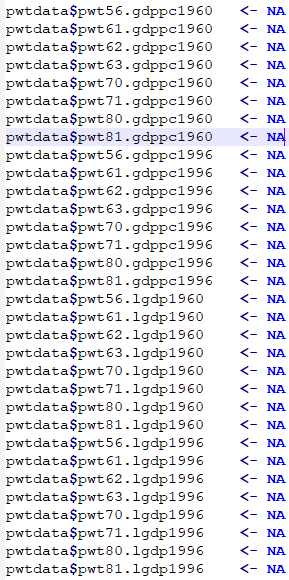 pwtdata$pwt56.gdppc1960   <- NA
pwtdata$pwt61.gdppc1960   <- NA
pwtdata$pwt62.gdppc1960   <- NA
pwtdata$pwt63.gdppc1960   <- NA
pwtdata$pwt70.gdppc1960   <- NA
pwtdata$pwt71.gdppc1960   <- NA
pwtdata$pwt80.gdppc1960   <- NA
pwtdata$pwt81.gdppc1960   <- NA
pwtdata$pwt56.gdppc1996   <- NA
pwtdata$pwt61.gdppc1996   <- NA
pwtdata$pwt62.gdppc1996   <- NA
pwtdata$pwt63.gdppc1996   <- NA
pwtdata$pwt70.gdppc1996   <- NA
pwtdata$pwt71.gdppc1996   <- NA
pwtdata$pwt80.gdppc1996   <- NA
pwtdata$pwt81.gdppc1996   <- NA
pwtdata$pwt56.lgdp1960    <- NA
pwtdata$pwt61.lgdp1960    <- NA
pwtdata$pwt62.lgdp1960    <- NA
pwtdata$pwt63.lgdp1960    <- NA
pwtdata$pwt70.lgdp1960    <- NA
pwtdata$pwt71.lgdp1960    <- NA
pwtdata$pwt80.lgdp1960    <- NA
pwtdata$pwt81.lgdp1960    <- NA
pwtdata$pwt56.lgdp1996    <- NA
pwtdata$pwt61.lgdp1996    <- NA
pwtdata$pwt62.lgdp1996    <- NA
pwtdata$pwt63.lgdp1996    <- NA
pwtdata$pwt70.lgdp1996    <- NA
pwtdata$pwt71.lgdp1996    <- NA
pwtdata$pwt80.lgdp1996    <- NA
pwtdata$pwt81.lgdp1996    <- NA